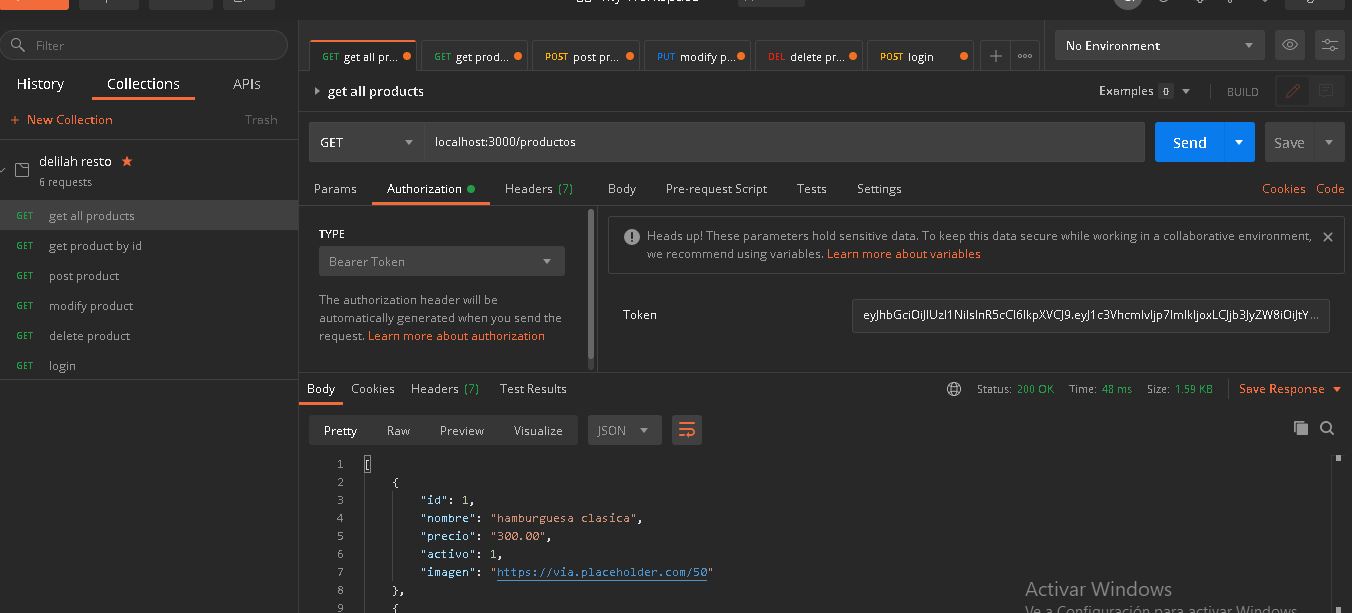 Filter
History Collections APIs
+ New Collection Trash
delilah resto
6 requests
GET get all products
GET get product by id
GET post product
GET modify product
GET delete product
GET login
GET get all pr... GET get prod... POST post pr... PUT modify p... DEL delete pr... POST login
No Environment
get all products
Examples 0 BUILD
GET localhost:3000/productos Send Save
Params Authorization Headers (7) Body Pre-request Script Tests Settings Cookies Code
TYPE
Bearer Token
The authorization header will be
automatically generated when you send the
request. Learn more about authorization
Heads up! These parameters hold sensitive data. To keep this data secure while working in a collaborative environment,
we recommend using variables. Learn more about variables
Token
Body Cookies Headers (7) Test Results Status: 200 OK Time: 48 ms Size: 1.59 KB Save Response
Pretty Raw Preview Visualize JSON
1 [
2 {
3 "id": 1,
4 "nombre": "hamburguesa clasica",
5 "precio": "300.00",
6 "activo": 1,
7 "imagen": "https://via.placeholder.com/50"
8 },
9 {
Activar Windows
Ve a Configuración para activar Windows.